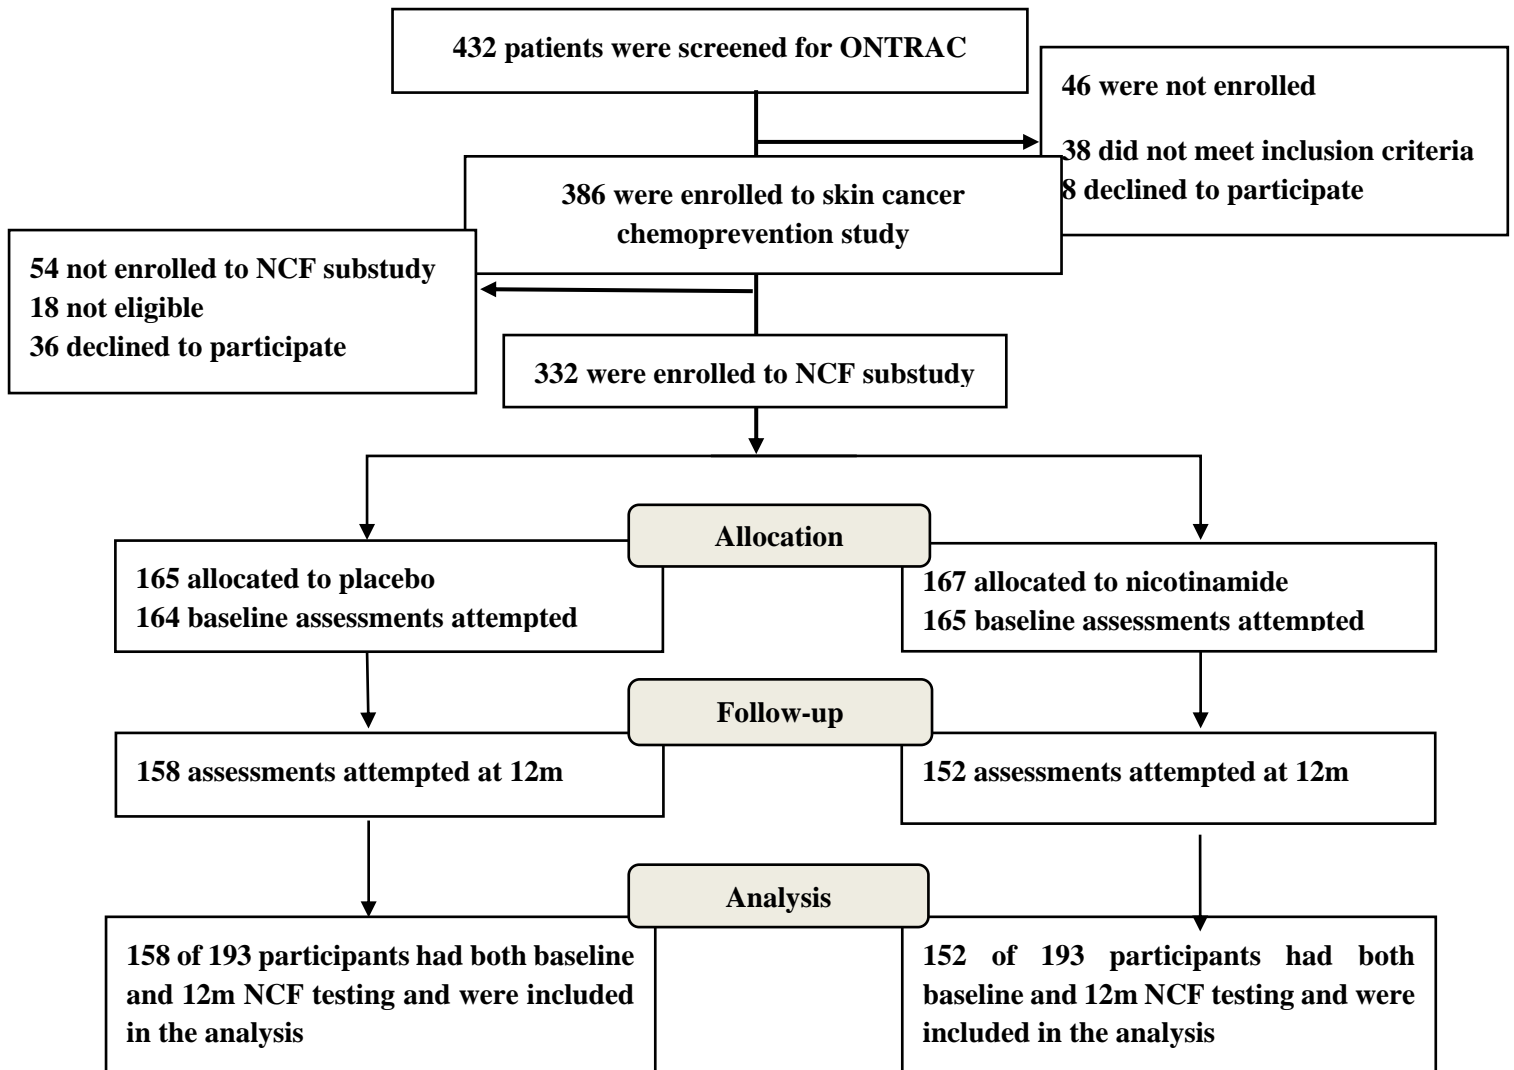 432 patients were screened for ONTRAC
46 were not enrolled
38 did not meet inclusion criteria
8 declined to participate
386 were enrolled to skin cancer
chemoprevention study
54 not enrolled to NCF substudy
18 not eligible
36 declined to participate
332 were enrolled to NCF substudy
Allocation
165 allocated to placebo
164 baseline assessments attempted
167 allocated to nicotinamide
165 baseline assessments attempted
Follow-up
158 assessments attempted at 12m
152 assessments attempted at 12m
Analysis
158 of 193 participants had both baseline
and 12m NCF testing and were included
in the analysis
152 of 193 participants had both
baseline and 12m NCF testing and were
included in the analysis